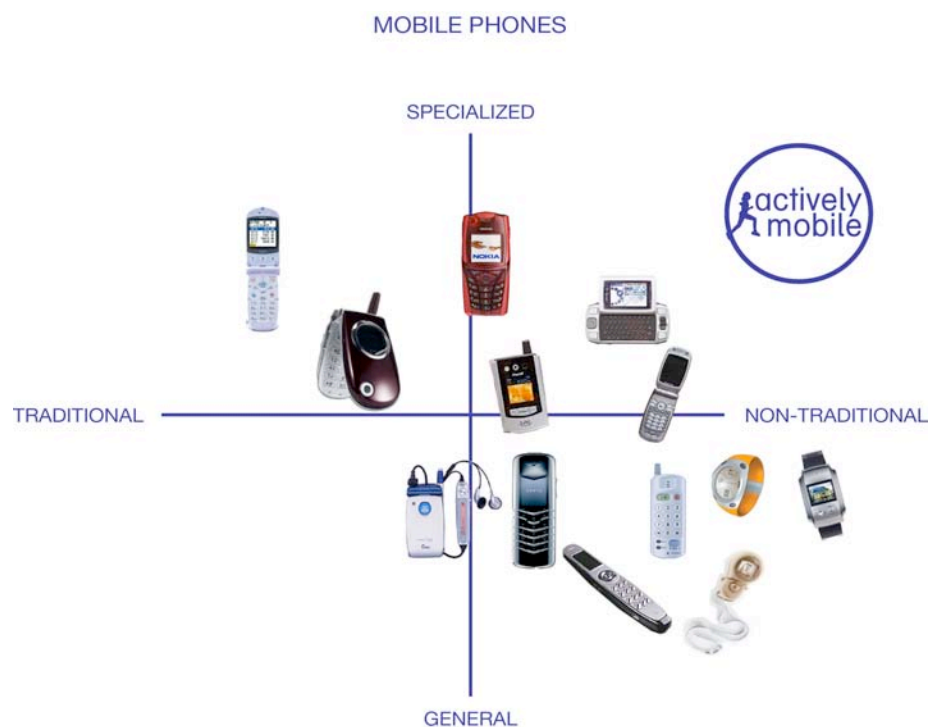 MOBILE PHONES
SPECIALIZED
actively
mobile
NOKIA
TRADITIONAL
NON-TRADITIONAL
GENERAL